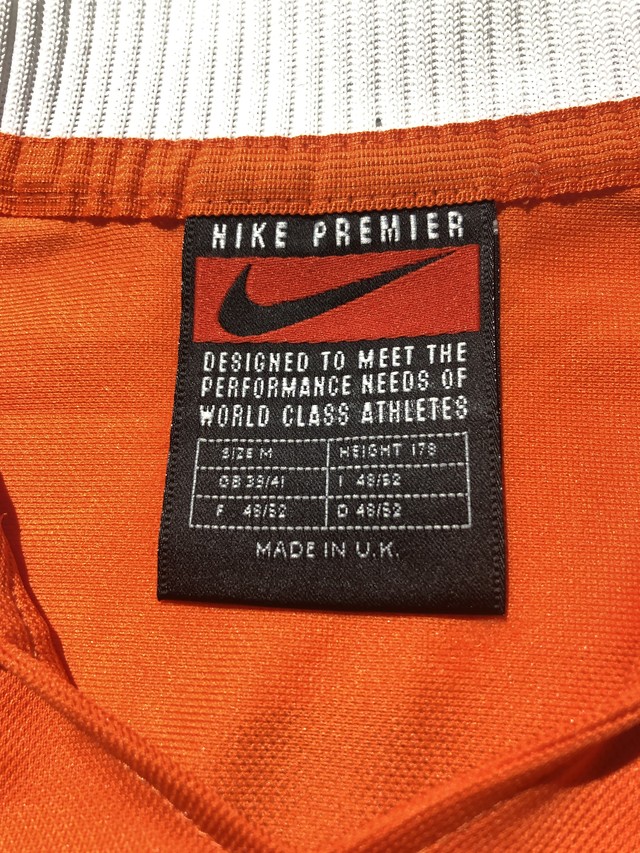 NIKE PREMIER
DESIGNED TO MEET THE
PERFORMANCE NEEDS OF
WORLD CLASS ATHLETES
SIZE M HEIGHT 178
GB 39/41 I 48/52
F 48/52 D 48/52
MADE IN U.K.